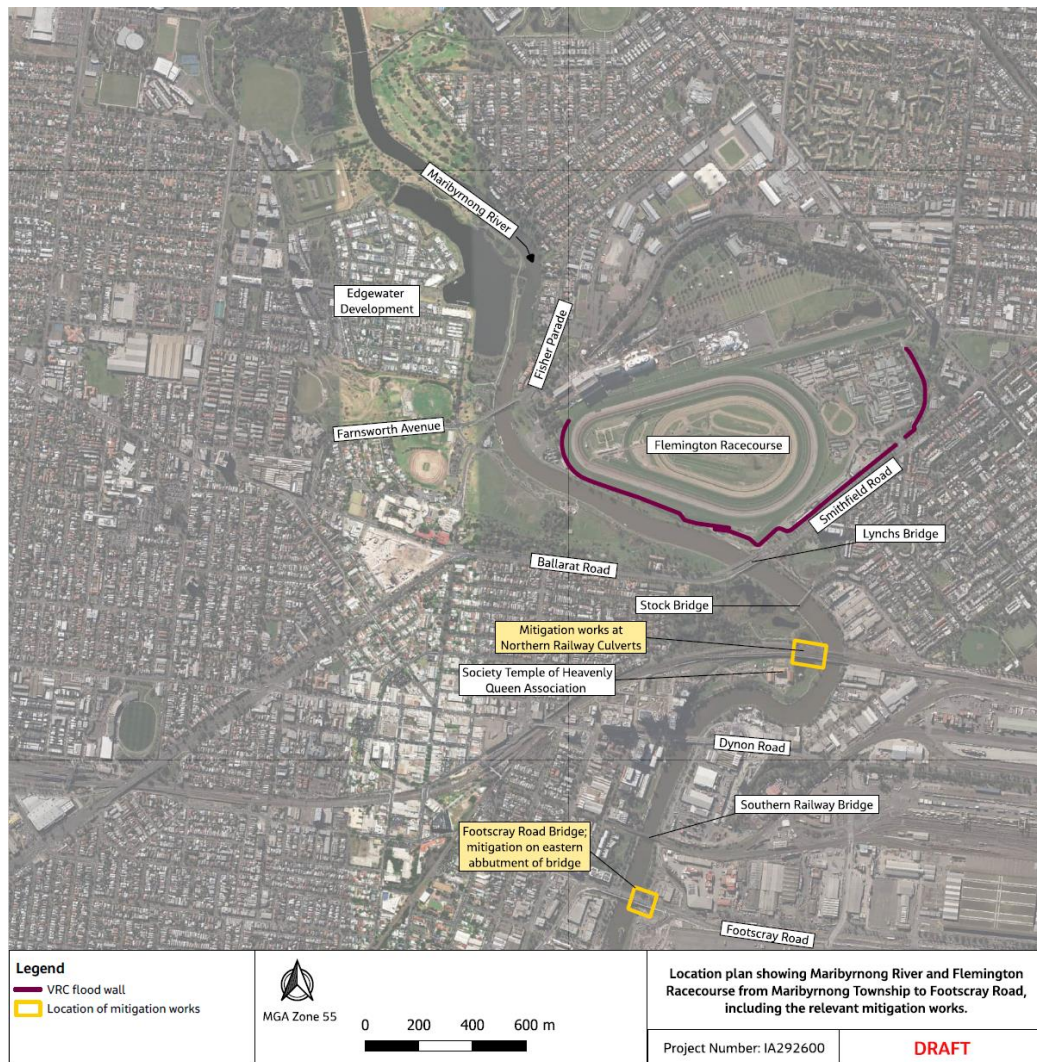 Maribyrnong River
Edgewater
Development
Fisher Parade
Farnsworth Avenue
Flemington Racecourse
Smithfield Road
Lynchs Bridge
Ballarat Road
Stock Bridge
Mitigation works at
Northern Railway Culverts
Society Temple of Heavenly
Queen Association
Dynon Road
Southern Railway Bridge
Footscray Road Bridge;
mitigation on eastern
abbutment of bridge
Footscray Road
Legend
VRC flood wall
Location of mitigation works
MGA Zone 55
0 200 400 600 m
Location plan showing Maribyrnong River and Flemington
Racecourse from Maribyrnong Township to Footscray Road,
including the relevant mitigation works.
Project Number: IA292600
DRAFT